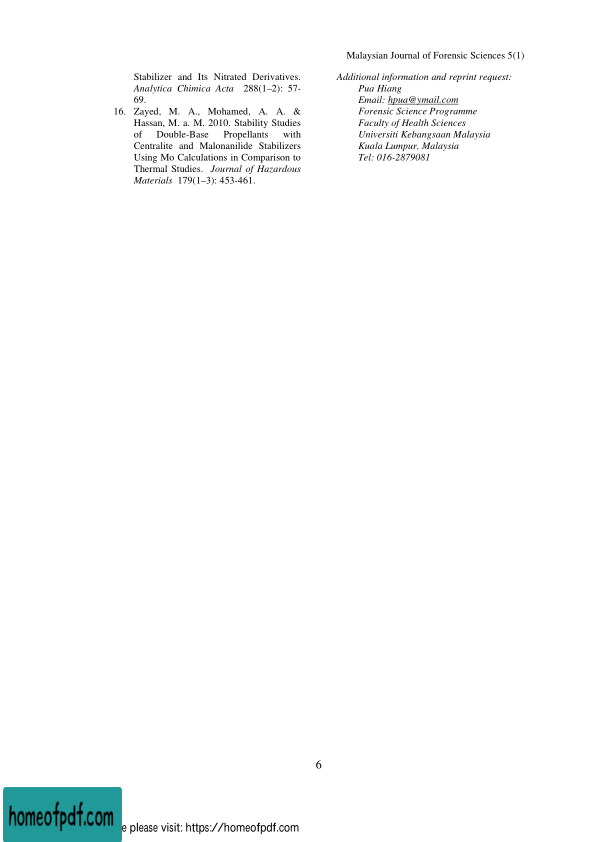 Malaysian Journal of Forensic Sciences 5(1)
Stabilizer and Its Nitrated Derivatives.
Analytica Chimica Acta 288(1–2): 57-
69.
16. Zayed, M. A., Mohamed, A. A. &
Hassan, M. a. M. 2010. Stability Studies
of Double-Base Propellants with
Centralite and Malonanilide Stabilizers
Using Mo Calculations in Comparison to
Thermal Studies. Journal of Hazardous
Materials 179(1–3): 453-461.
Additional information and reprint request:
Pua Hiang
Email: hpua@ymail.com
Forensic Science Programme
Faculty of Health Sciences
Universiti Kebangsaan Malaysia
Kuala Lumpur, Malaysia
Tel: 016-2879081
6
homeofpdf.com
e please visit: https://homeofpdf.com